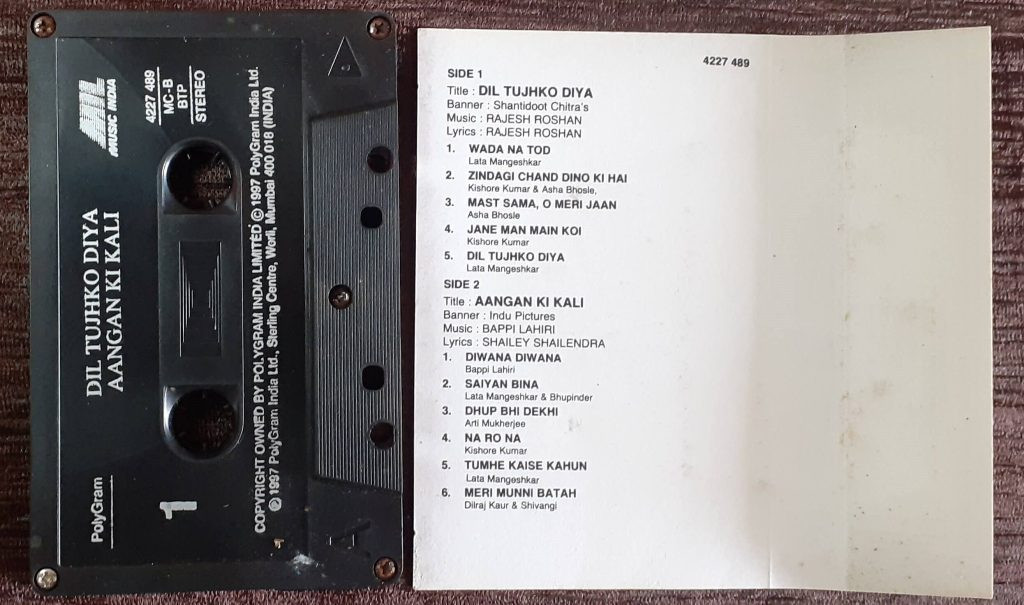 MIL
MUSIC INDIA
4227 489
MC-B
BTP
STEREO
DIL TUJHKO DIYA
AANGAN KI KALI
PolyGram
1
COPYRIGHT OWNED BY POLYGRAM INDIA LIMITED © 1997 PolyGram India Ltd.
℗ 1997 PolyGram India Ltd., Sterling Centre, Worli, Mumbai 400 018 (INDIA)
A
4227 489
SIDE 1
Title : DIL TUJHKO DIYA
Banner : Shantidoot Chitra's
Music : RAJESH ROSHAN
Lyrics : RAJESH ROSHAN
1. WADA NA TOD
Lata Mangeshkar
2. ZINDAGI CHAND DINO KI HAI
Kishore Kumar & Asha Bhosle,
3. MAST SAMA, O MERI JAAN
Asha Bhosle
4. JANE MAN MAIN KOI
Kishore Kumar
5. DIL TUJHKO DIYA
Lata Mangeshkar
SIDE 2
Title : AANGAN KI KALI
Banner : Indu Pictures
Music : BAPPI LAHIRI
Lyrics : SHAILEY SHAILENDRA
1. DIWANA DIWANA
Bappi Lahiri
2. SAIYAN BINA
Lata Mangeshkar & Bhupinder
3. DHUP BHI DEKHI
Arti Mukherjee
4. NA RO NA
Kishore Kumar
5. TUMHE KAISE KAHUN
Lata Mangeshkar
6. MERI MUNNI BATAH
Dilraj Kaur & Shivangi